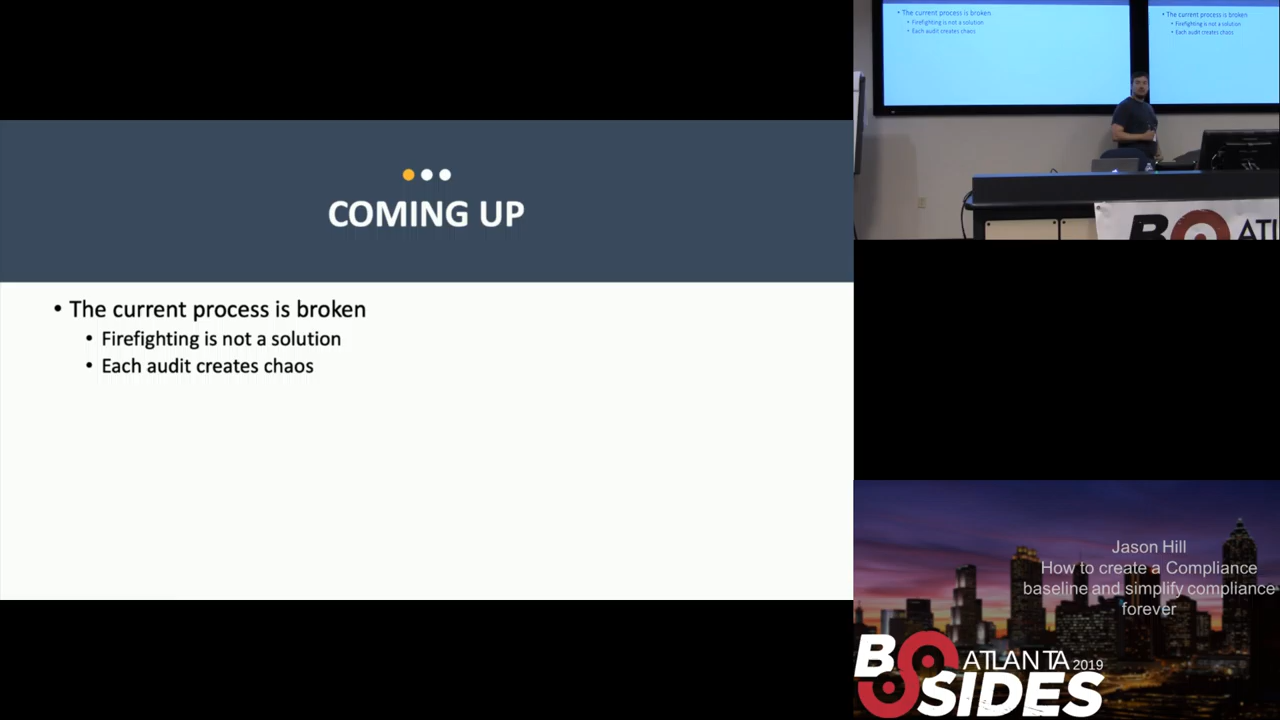 COMING UP
• The current process is broken
• Firefighting is not a solution
• Each audit creates chaos
• The current process is broken
• Firefighting is not a solution
• Each audit creates chaos
• The current process is broken
• Firefighting is not a solution
• Each audit creates chaos
Jason Hill
How to create a Compliance
baseline and simplify compliance
forever
BSIDES
ATLANTA 2019